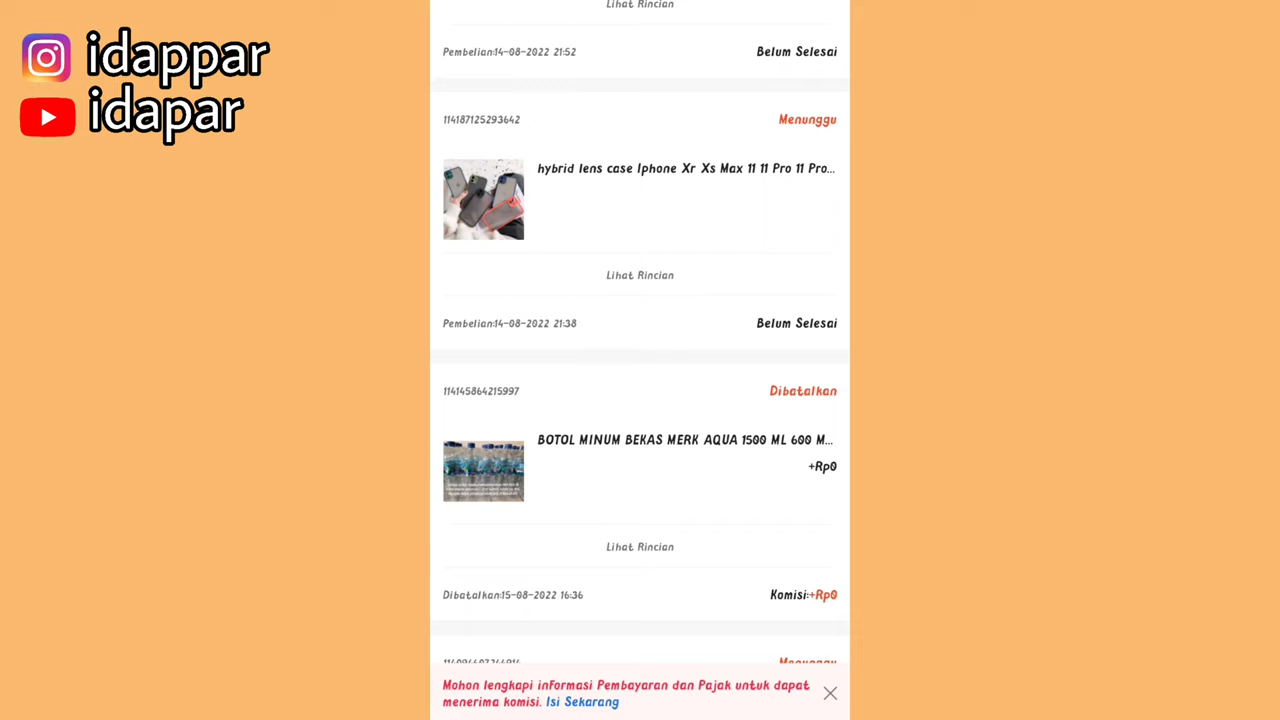 idappar
idapar
Lihat Rincian
Pembelian:14-08-2022 21:52
Belum Selesai
114187125293642
Menunggu
hybrid lens case Iphone Xr Xs Max 11 11 Pro 11 Pro...
Lihat Rincian
Pembelian:14-08-2022 21:38
Belum Selesai
114145864215997
Dibatalkan
BOTOL MINUM BEKAS MERK AQUA 1500 ML 600 M...
+Rp0
Lihat Rincian
Dibatalkan:15-08-2022 16:36
Komisi:+Rp0
Menunggu
Mohon lengkapi informasi Pembayaran dan Pajak untuk dapat
menerima komisi. Isi Sekarang